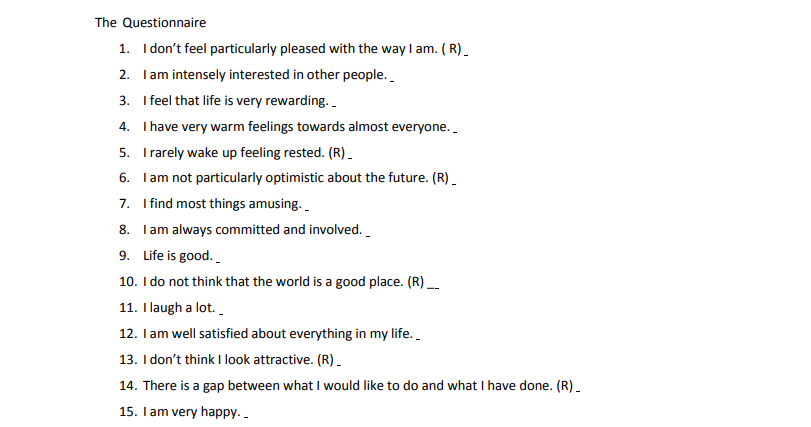 The Questionnaire
1. I don’t feel particularly pleased with the way I am. ( R) _
2. I am intensely interested in other people. _
3. I feel that life is very rewarding. _
4. I have very warm feelings towards almost everyone. _
5. I rarely wake up feeling rested. (R) _
6. I am not particularly optimistic about the future. (R) _
7. I find most things amusing. _
8. I am always committed and involved. _
9. Life is good. _
10. I do not think that the world is a good place. (R) __
11. I laugh a lot. _
12. I am well satisfied about everything in my life. _
13. I don’t think I look attractive. (R) _
14. There is a gap between what I would like to do and what I have done. (R) _
15. I am very happy. _